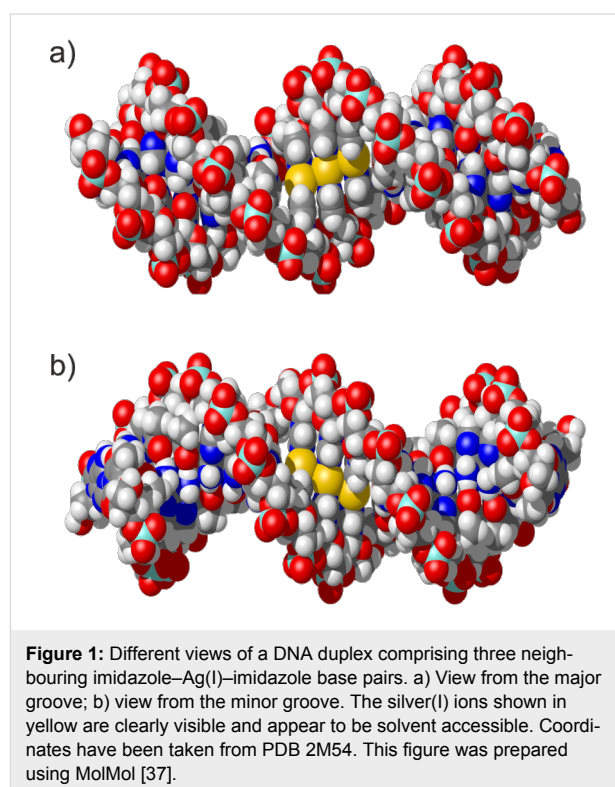 a)
b)
Figure 1: Different views of a DNA duplex comprising three neigh-
bouring imidazole–Ag(I)–imidazole base pairs. a) View from the major
groove; b) view from the minor groove. The silver(I) ions shown in
yellow are clearly visible and appear to be solvent accessible. Coordi-
nates have been taken from PDB 2M54. This figure was prepared
using MolMol [37].